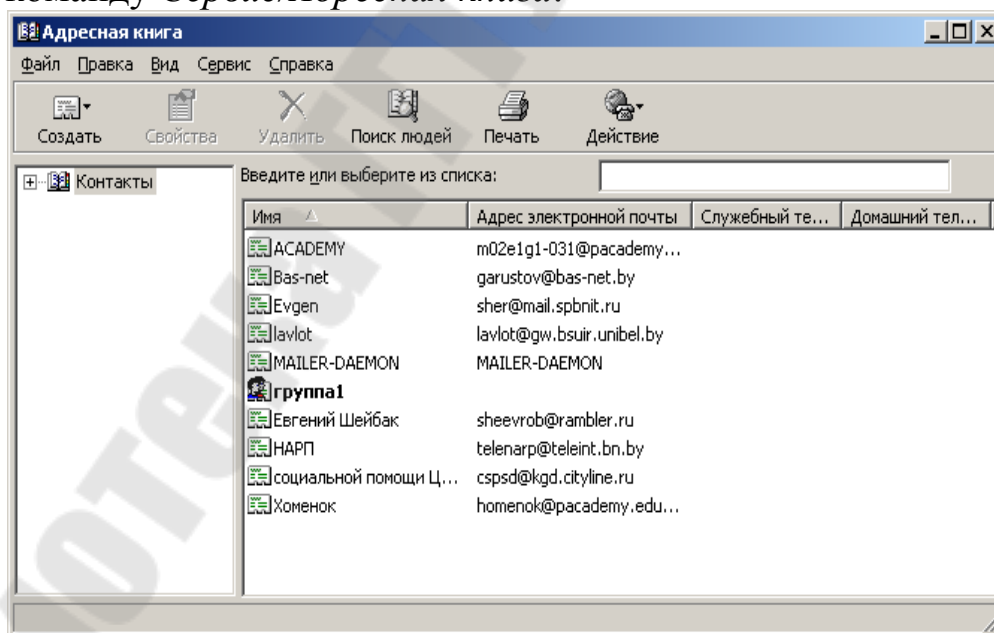 команду Сервис/Адресная книга.
Адресная книга
Файл Правка Вид Сервис Справка
Создать Свойства Удалить Поиск людей Печать Действие
Контакты
Введите или выберите из списка:
Имя Адрес электронной почты Служебный те... Домашний тел...
ACADEMY m02e1g1-031@pacademy...
Bas-net garustov@bas-net.by
Evgen sher@mail.spbnit.ru
lavlot lavlot@gw.bsuir.unibel.by
MAILER-DAEMON MAILER-DAEMON
группа1
Евгений Шейбак sheevrob@rambler.ru
НАРП telenarp@teleint.bn.by
социальной помощи Ц... cspsd@kgd.cityline.ru
Хоменок homenok@pacademy.edu...